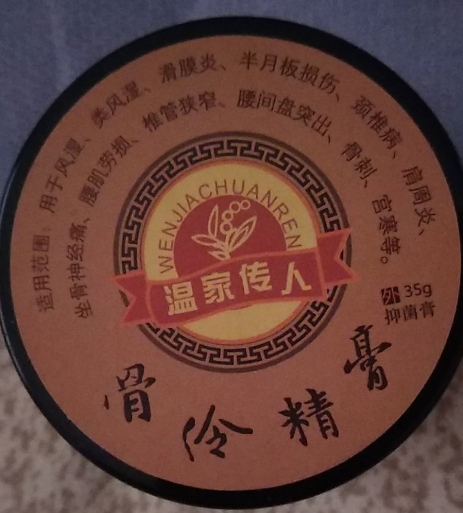 适用范围：用于风湿、类风湿、滑膜炎、半月板损伤、颈椎病、肩周炎、
坐骨神经痛、腰肌劳损、椎管狭窄、腰间盘突出、骨刺、宫寒等。
WENJIACHUANREN
温家传人
外 35g
抑菌膏
骨伶精膏